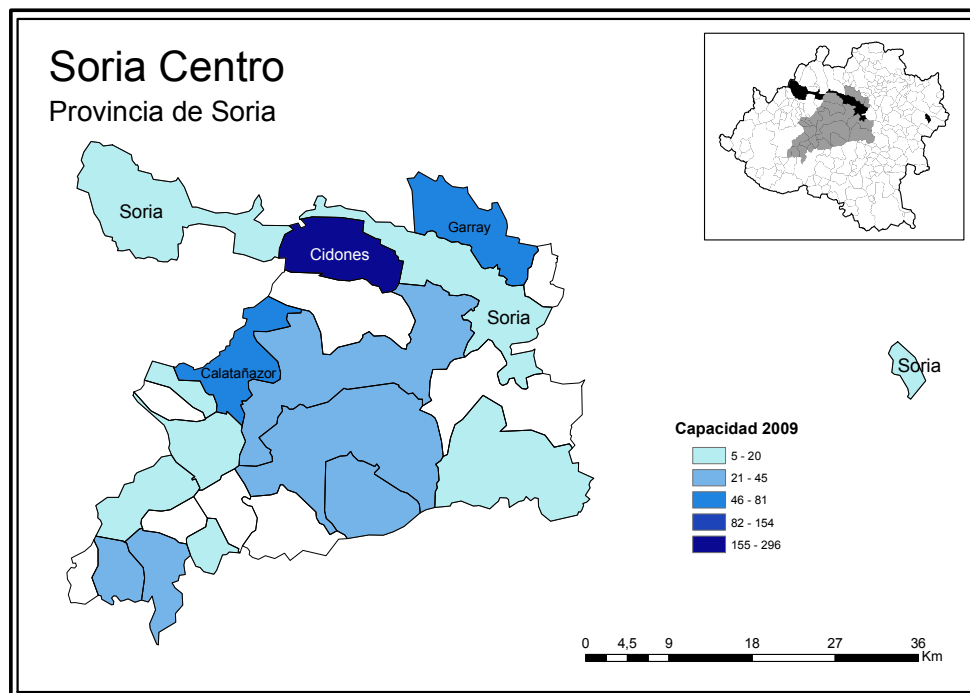 Soria Centro
Provincia de Soria
Soria
Garray
Cidones
Soria
Calatañazor
Soria
Capacidad 2009
5 - 20
21 - 45
46 - 81
82 - 154
155 - 296
0 4,5 9 18 27 36
Km